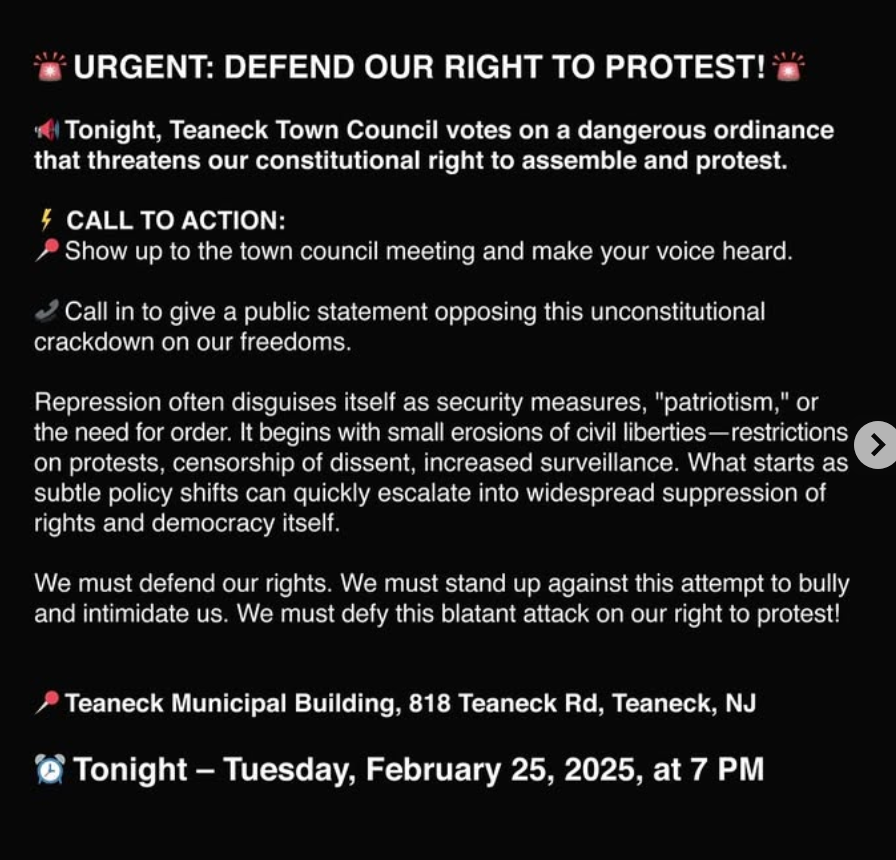 🚨 URGENT: DEFEND OUR RIGHT TO PROTEST! 🚨
📣 Tonight, Teaneck Town Council votes on a dangerous ordinance
that threatens our constitutional right to assemble and protest.
⚡ CALL TO ACTION:
📍 Show up to the town council meeting and make your voice heard.
📞 Call in to give a public statement opposing this unconstitutional
crackdown on our freedoms.
Repression often disguises itself as security measures, "patriotism," or
the need for order. It begins with small erosions of civil liberties—restrictions
on protests, censorship of dissent, increased surveillance. What starts as
subtle policy shifts can quickly escalate into widespread suppression of
rights and democracy itself.
We must defend our rights. We must stand up against this attempt to bully
and intimidate us. We must defy this blatant attack on our right to protest!
📍 Teaneck Municipal Building, 818 Teaneck Rd, Teaneck, NJ
⏰ Tonight – Tuesday, February 25, 2025, at 7 PM